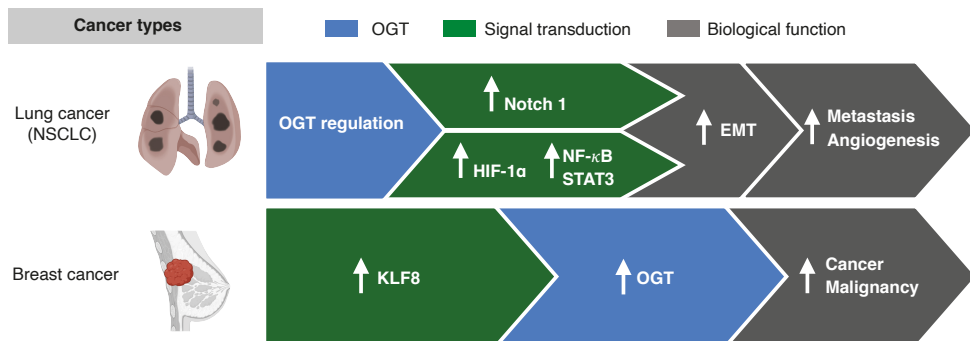 Cancer types
OGT
Signal transduction
Biological function
Lung cancer
(NSCLC)
OGT regulation
Notch 1
HIF-1α
NF-κB
STAT3
EMT
Metastasis
Angiogenesis
Breast cancer
KLF8
OGT
Cancer
Malignancy